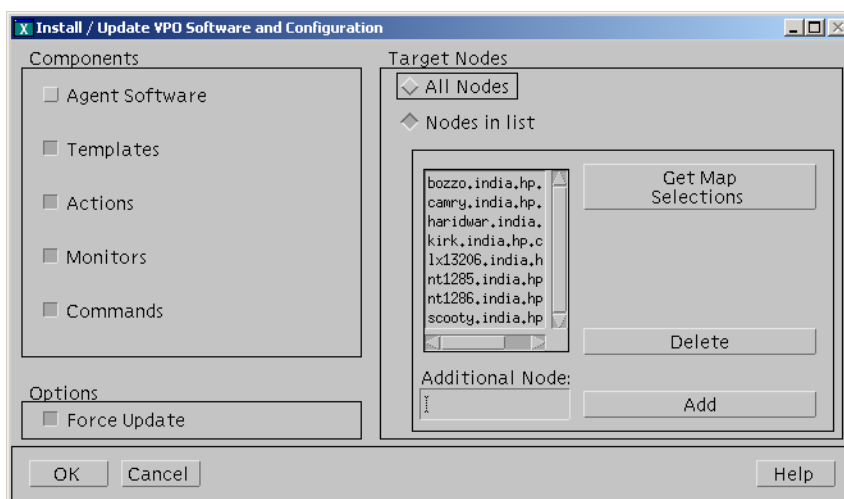 Install / Update VPO Software and Configuration
Components
Agent Software
Templates
Actions
Monitors
Commands
Options
Force Update
Target Nodes
All Nodes
Nodes in list
bozzo.india.hp.
camry.india.hp.
haridwar.india.
kirk.india.hp.c
lx13206.india.h
nt1285.india.hp
nt1286.india.hp
scooty.india.hp
Get Map
Selections
Delete
Additional Node:
Add
OK
Cancel
Help